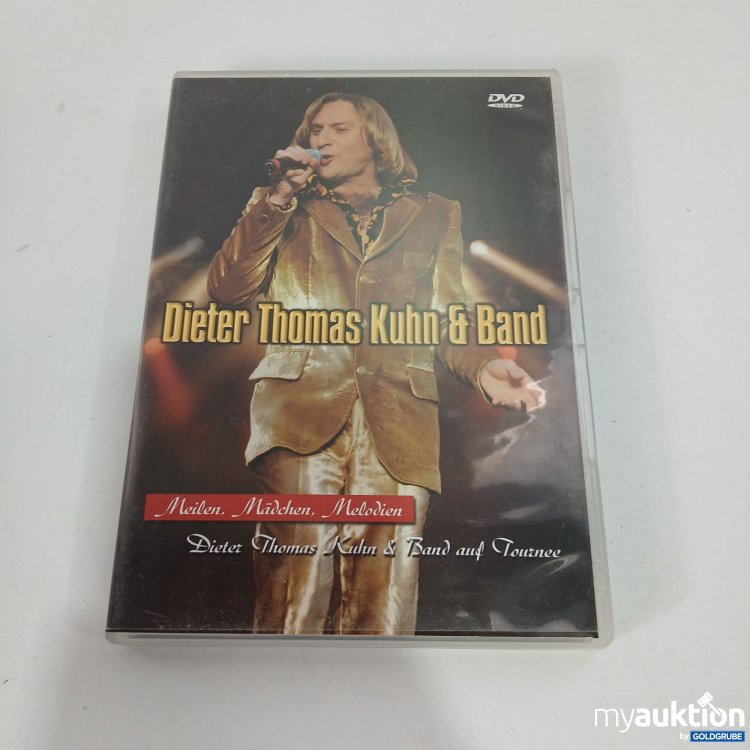 DVD
VIDEO
Dieter Thomas Kuhn & Band
Meilen, Mädchen, Melodien
Dieter Thomas Kuhn & Band auf Tournee
myauktion
by GOLDGRUBE